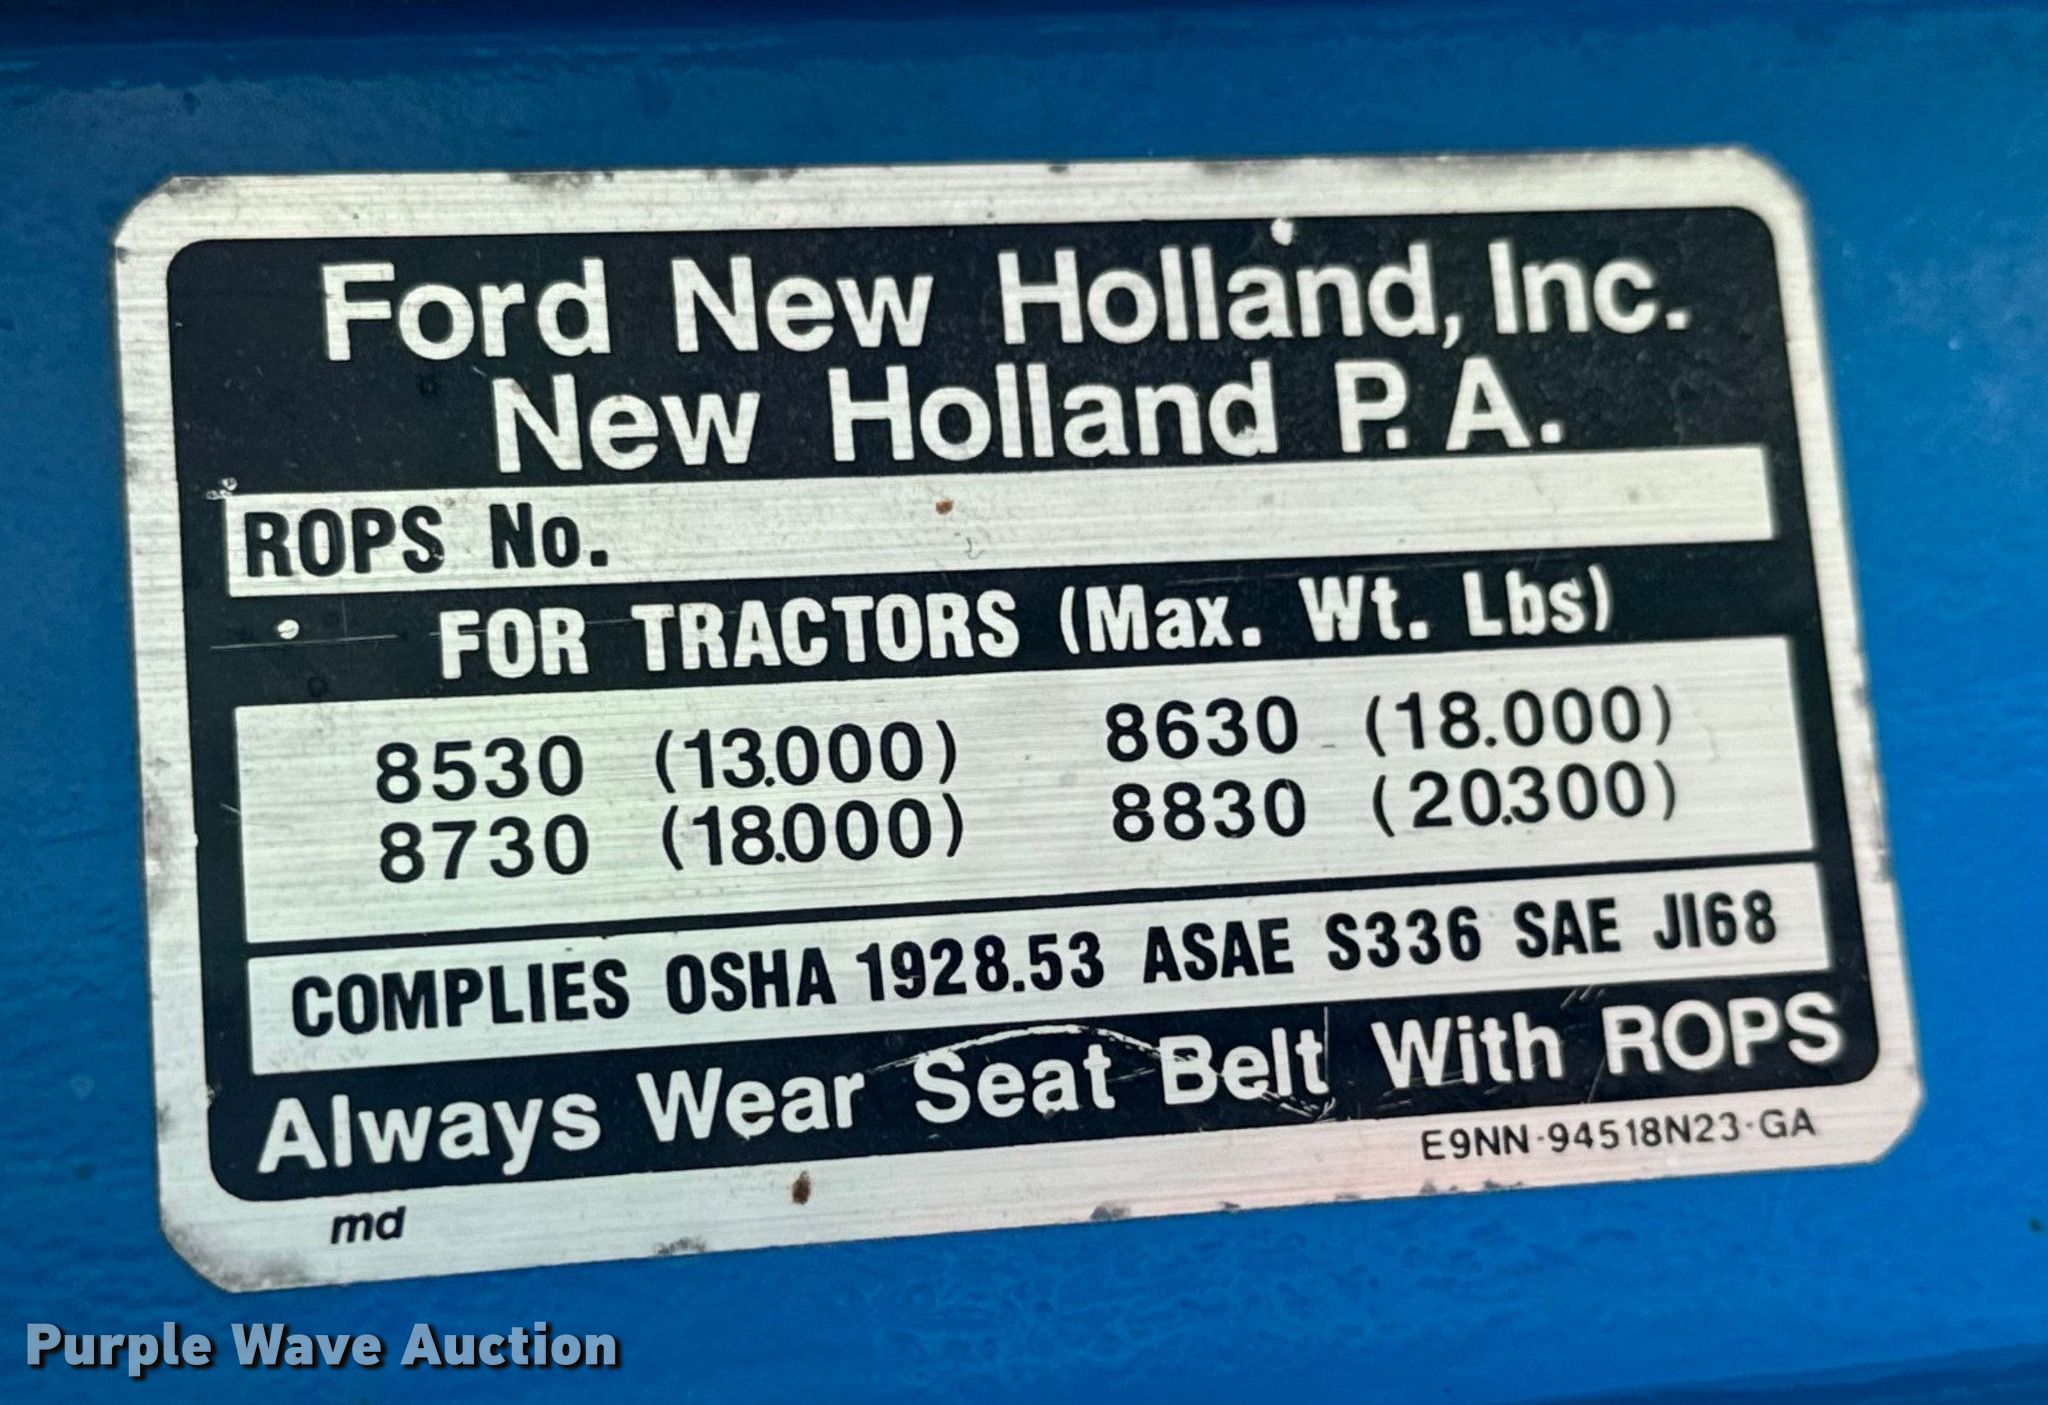 Ford New Holland, Inc.
New Holland P.A.
ROPS No.
FOR TRACTORS (Max. Wt. Lbs)
8530 (13.000) 8630 (18.000)
8730 (18.000) 8830 (20.300)
COMPLIES OSHA 1928.53 ASAE S336 SAE J168
Always Wear Seat Belt With ROPS
E9NN-94518N23-GA
md
Purple Wave Auction